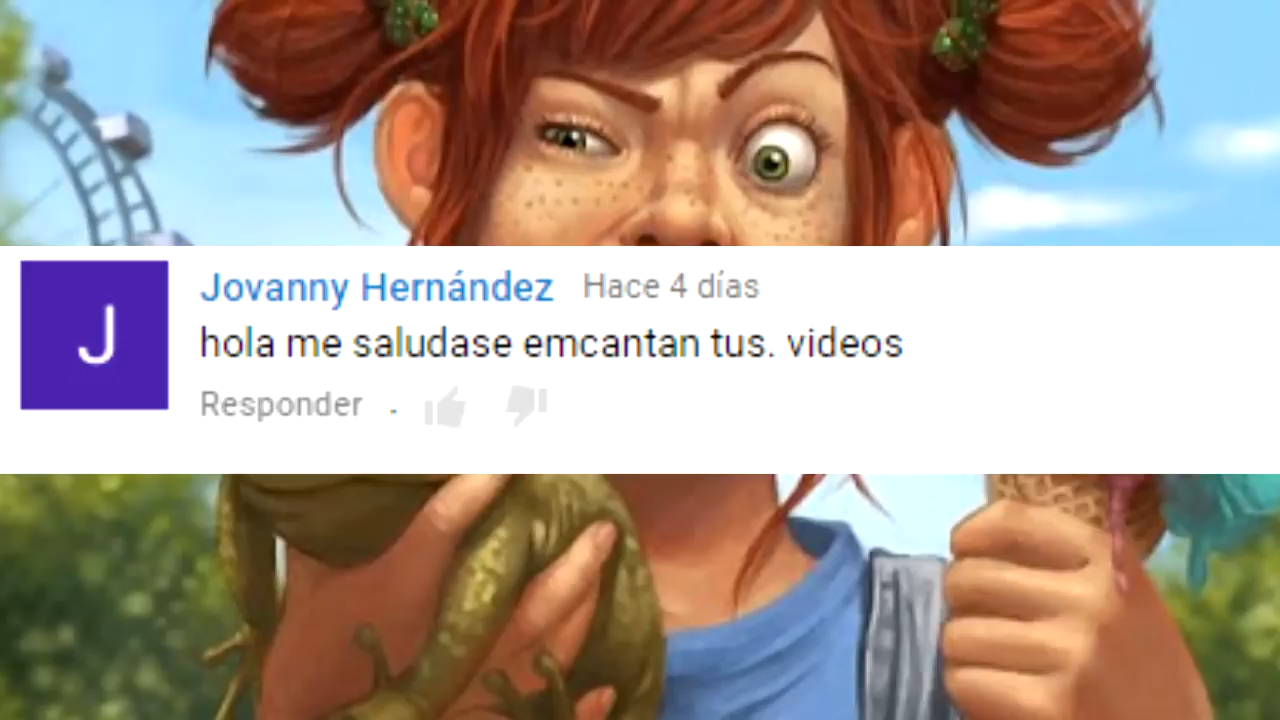 J
Jovanny Hernández Hace 4 días
hola me saludase emcantan tus. videos
Responder .